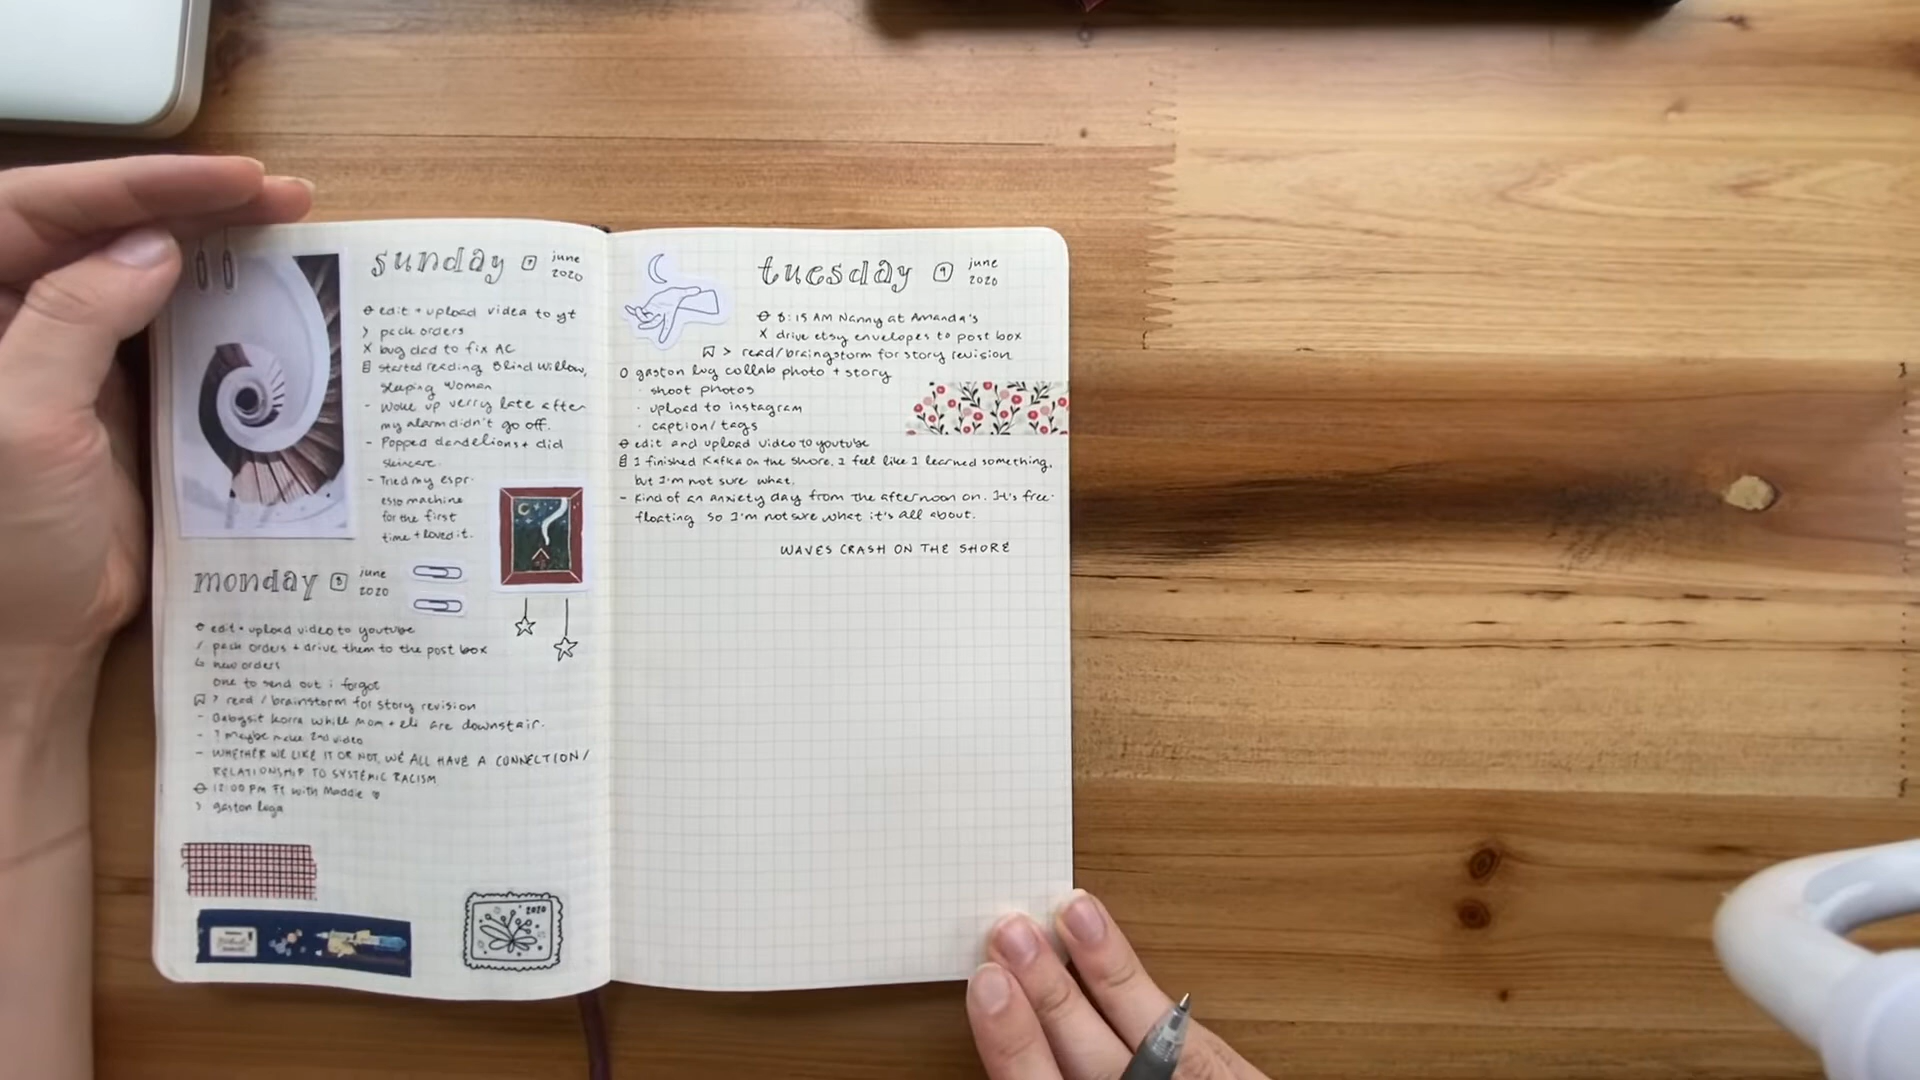 sunday 7 june
2020
edit + upload video to yt
> pack orders
X bug dad to fix AC
started reading Blind Willow,
Sleeping Woman
- Woke up verry late after
my alarm didn't go off.
- Popped dandelions + did
skincare.
- Tried my espr-
esso machine
for the first
time + loved it.
monday 8 june
2020
edit + upload video to youtube
/ pack orders + drive them to the post box
new orders
one to send out i forgot
> read / brainstorm for story revision
- Babysit Korra while mom + eli are downstair.
- ? maybe make 2nd video
- WHETHER WE LIKE IT OR NOT, WE ALL HAVE A CONNECTION/
RELATIONSHIP TO SYSTEMIC RACISM
12:00 PM FT with Maddie
> gaston luga
2020
tuesday 9 june
2020
8:15 AM Nanny at Amanda's
X drive etsy envelopes to post box
> read/braingstorm for story revision
O gaston lug collab photo + story
· shoot photos
· upload to instagram
· caption/tags
edit and upload video to youtube
I finished Kafka on the Shore. I feel like I learned something,
but I'm not sure what.
- Kind of an anxiety day from the afternoon on. It's free-
floating so I'm not sure what it's all about.
WAVES CRASH ON THE SHORE